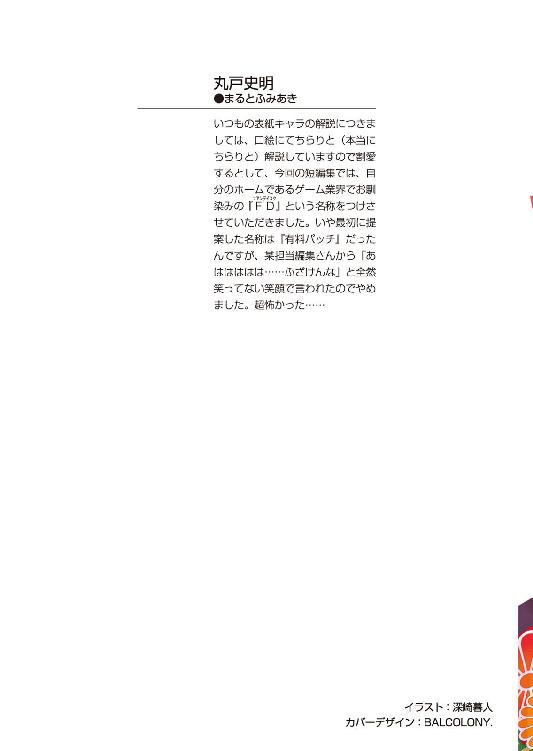 丸戸史明
●まるとふみあき
いつもの表紙キャラの解説につきま
しては、口絵にてちらりと（本当に
ちらりと）解説していますので割愛
するとして、今回の短編集では、自
分のホームであるゲーム業界でお馴
染みの『ＦＤ』という名称をつけさ
せていただきました。いや最初に提
案した名称は『有料パッチ』だった
んですが、某担当編集さんから「あ
はははは……ふざけんな」と全然
笑ってない笑顔で言われたのでやめ
ました。超怖かった……
イラスト：深崎暮人
カバーデザイン：BALCOLONY.